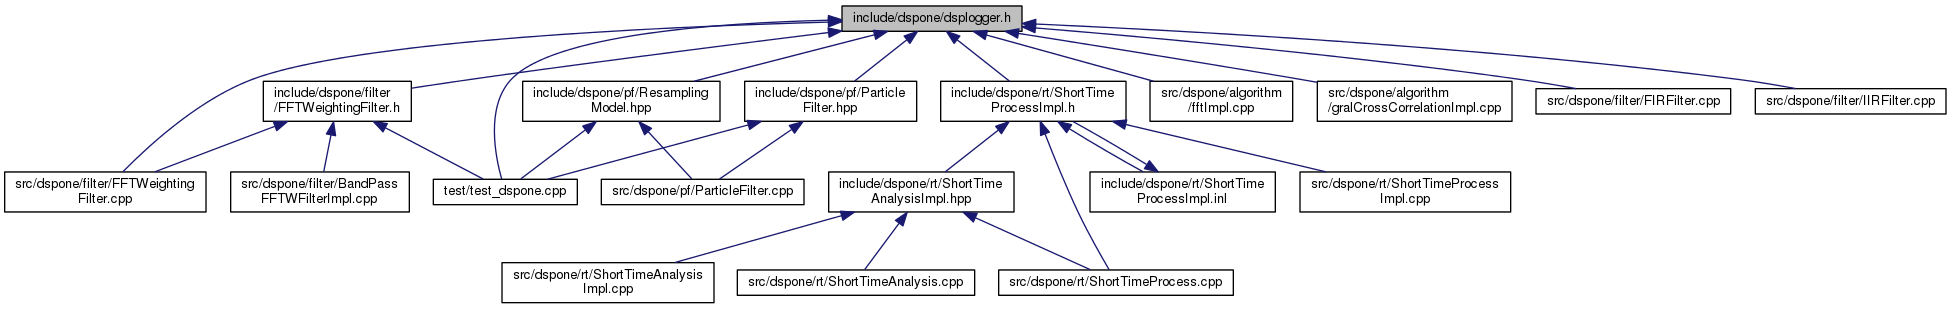 include/dspone/dsplogger.h
include/dspone/filter
/FFTWeightingFilter.h
include/dspone/pf/Resampling
Model.hpp
include/dspone/pf/Particle
Filter.hpp
include/dspone/rt/ShortTime
ProcessImpl.h
src/dspone/algorithm
/fftImpl.cpp
src/dspone/algorithm
/gralCrossCorrelationImpl.cpp
src/dspone/filter/FIRFilter.cpp
src/dspone/filter/IIRFilter.cpp
src/dspone/filter/FFTWeighting
Filter.cpp
src/dspone/filter/BandPass
FFTWFilterImpl.cpp
test/test_dspone.cpp
src/dspone/pf/ParticleFilter.cpp
include/dspone/rt/ShortTime
AnalysisImpl.hpp
include/dspone/rt/ShortTime
ProcessImpl.inl
src/dspone/rt/ShortTimeProcess
Impl.cpp
src/dspone/rt/ShortTimeAnalysis
Impl.cpp
src/dspone/rt/ShortTimeAnalysis.cpp
src/dspone/rt/ShortTimeProcess.cpp